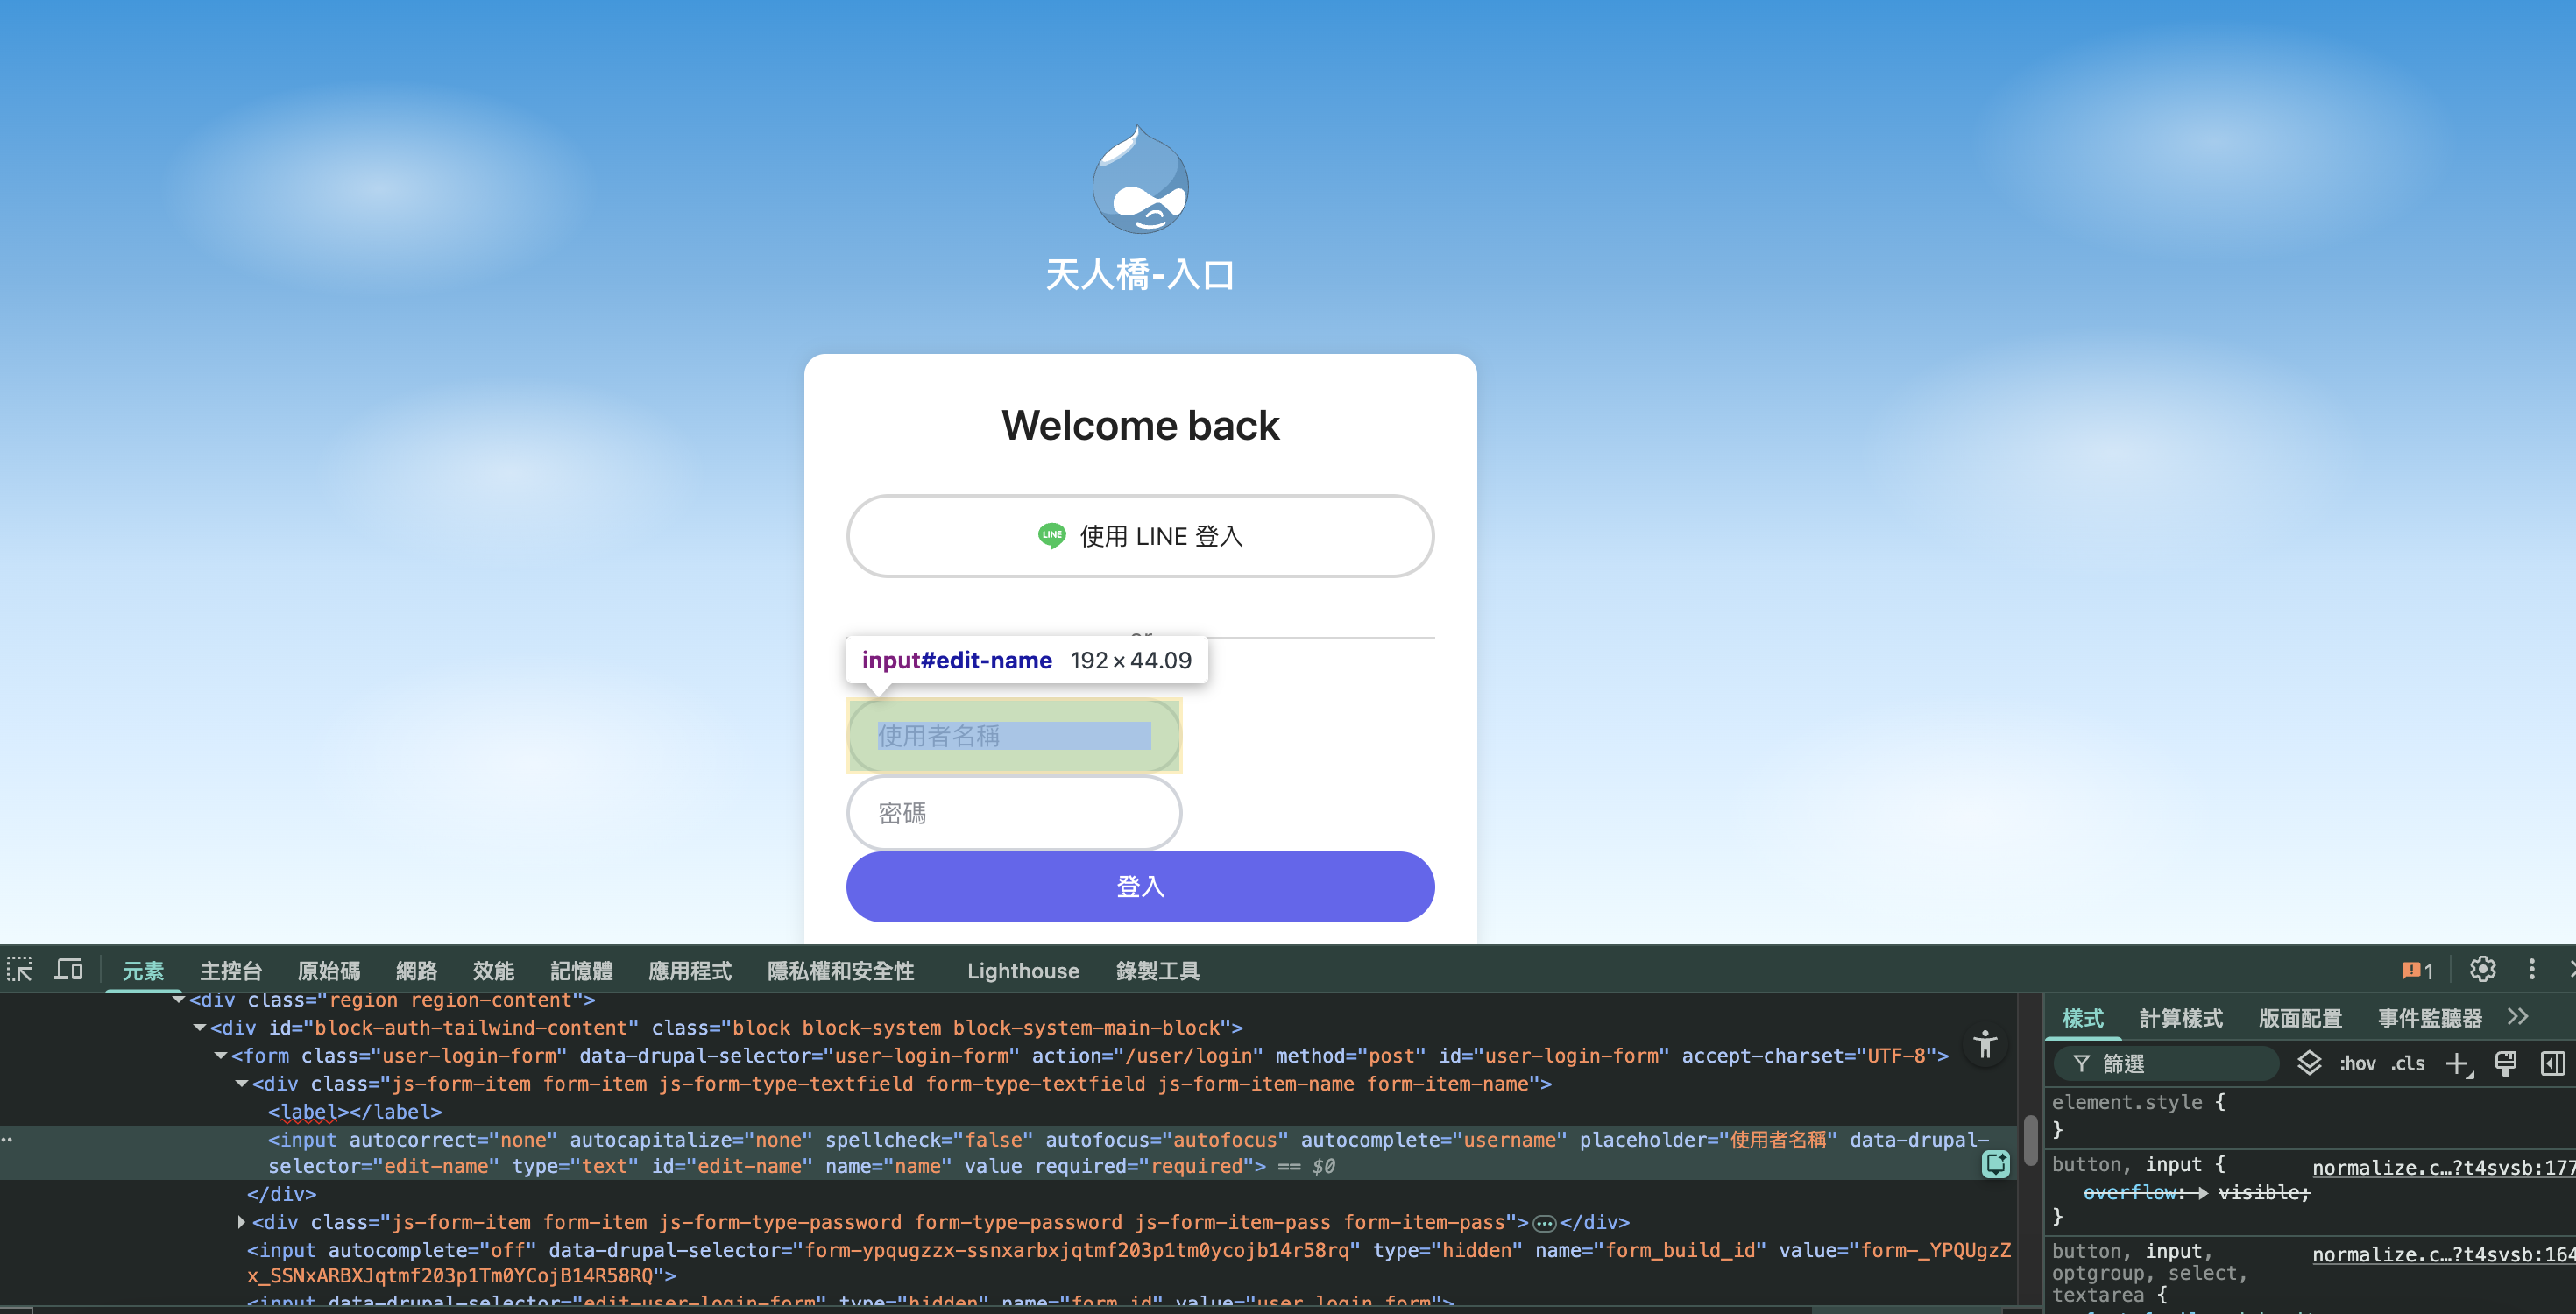 天人橋-入口
Welcome back
LINE 使用 LINE 登入
or
input#edit-name 192×44.09
使用者名稱
密碼
登入
元素 主控台 原始碼 網路 效能 記憶體 應用程式 隱私權和安全性 Lighthouse 錄製工具 1
<div class="region region-content">
<div id="block-auth-tailwind-content" class="block block-system block-system-main-block">
<form class="user-login-form" data-drupal-selector="user-login-form" action="/user/login" method="post" id="user-login-form" accept-charset="UTF-8">
<div class="js-form-item form-item js-form-type-textfield form-type-textfield js-form-item-name form-item-name">
<label></label>
<input autocorrect="none" autocapitalize="none" spellcheck="false" autofocus="autofocus" autocomplete="username" placeholder="使用者名稱" data-drupal-
selector="edit-name" type="text" id="edit-name" name="name" value required="required"> == $0
</div>
<div class="js-form-item form-item js-form-type-password form-type-password js-form-item-pass form-item-pass">…</div>
<input autocomplete="off" data-drupal-selector="form-ypqugzzx-ssnxarbxjqtmf203p1tm0ycojb14r58rq" type="hidden" name="form_build_id" value="form-_YPQUgzZ
x_SSNxARBXJqtmf203p1Tm0YCojB14R58RQ">
<input data-drupal-selector="edit-user-login-form" type="hidden" name="form_id" value="user_login_form">
樣式 計算樣式 版面配置 事件監聽器
篩選 :hov .cls
element.style {
}
button, input { normalize.c…?t4svsb:177
overflow: visible;
}
button, input, normalize.c…?t4svsb:164
optgroup, select,
textarea {